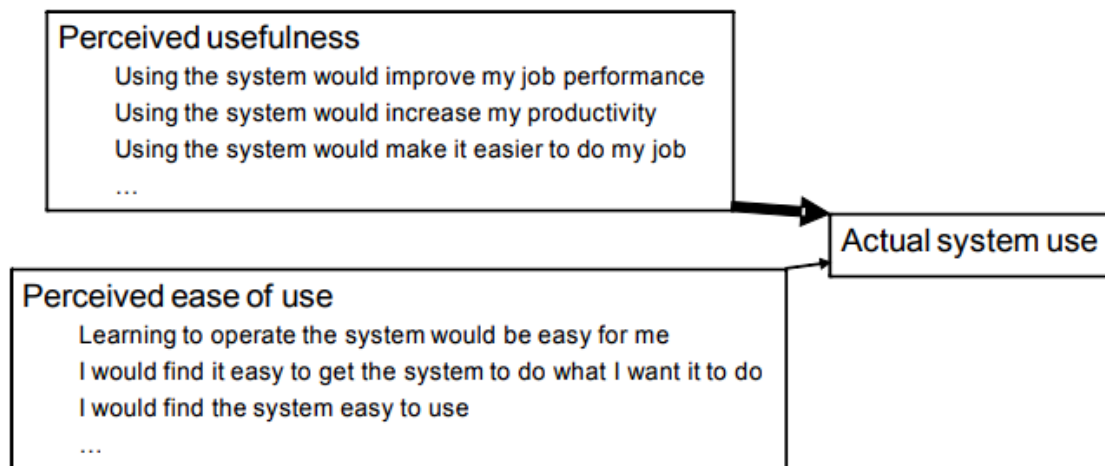 Perceived usefulness
Using the system would improve my job performance
Using the system would increase my productivity
Using the system would make it easier to do my job
…
Actual system use
Perceived ease of use
Learning to operate the system would be easy for me
I would find it easy to get the system to do what I want it to do
I would find the system easy to use
…